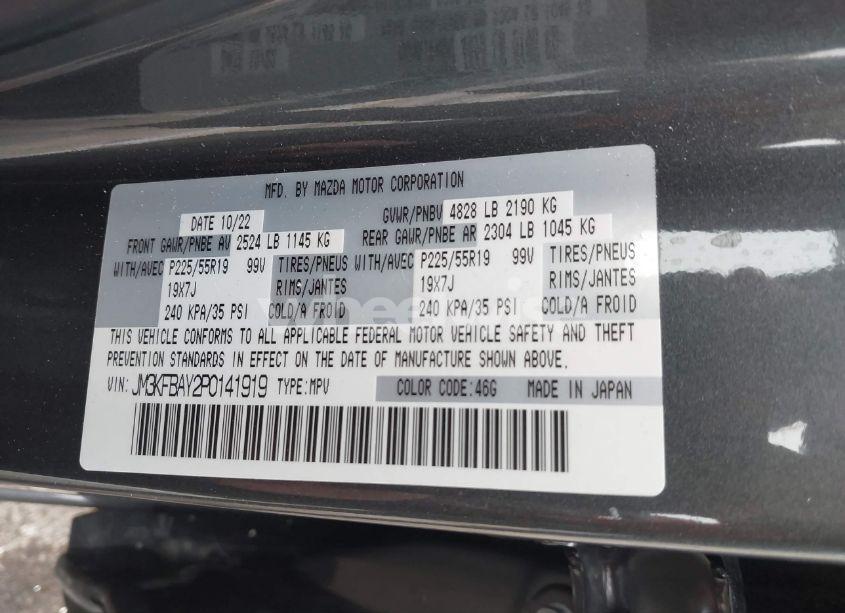 MFD. BY MAZDA MOTOR CORPORATION
DATE 10/22 GVWR/PNBV 4828 LB 2190 KG
FRONT GAWR/PNBE AV 2524 LB 1145 KG REAR GAWR/PNBE AR 2304 LB 1045 KG
WITH/AVEC P225/55R19 99V TIRES/PNEUS WITH/AVEC P225/55R19 99V TIRES/PNEUS
19X7J RIMS/JANTES 19X7J RIMS/JANTES
240 KPA/35 PSI COLD/A FROID 240 KPA/35 PSI COLD/A FROID
THIS VEHICLE CONFORMS TO ALL APPLICABLE FEDERAL MOTOR VEHICLE SAFETY AND THEFT
PREVENTION STANDARDS IN EFFECT ON THE DATE OF MANUFACTURE SHOWN ABOVE.
VIN: JM3KFBAY2P0141919 TYPE:MPV COLOR CODE:46G MADE IN JAPAN